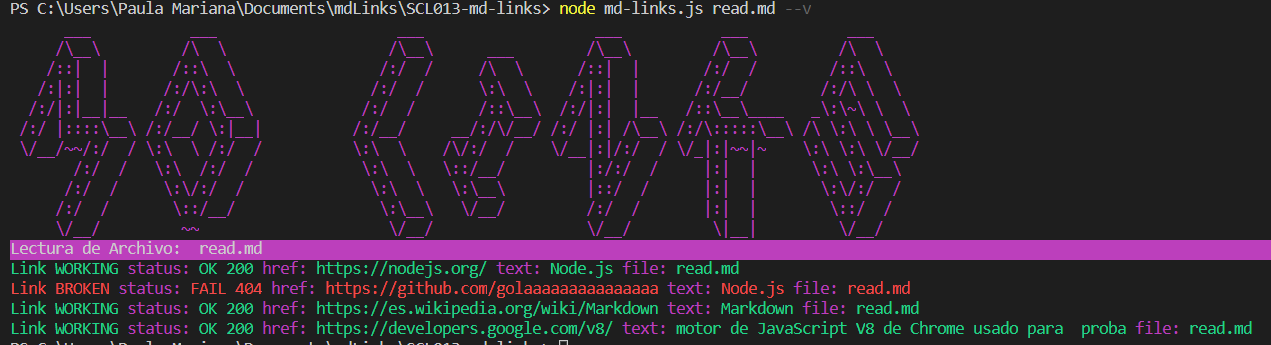 PS C:\Users\Paula Mariana\Documents\mdLinks\SCL013-md-links> node md-links.js read.md --v
MD LINKS
Lectura de Archivo:  read.md
Link WORKING status: OK 200 href: https://nodejs.org/ text: Node.js file: read.md
Link BROKEN status: FAIL 404 href: https://github.com/golaaaaaaaaaaaaaaa text: Node.js file: read.md
Link WORKING status: OK 200 href: https://es.wikipedia.org/wiki/Markdown text: Markdown file: read.md
Link WORKING status: OK 200 href: https://developers.google.com/v8/ text: motor de JavaScript V8 de Chrome usado para  proba file: read.md